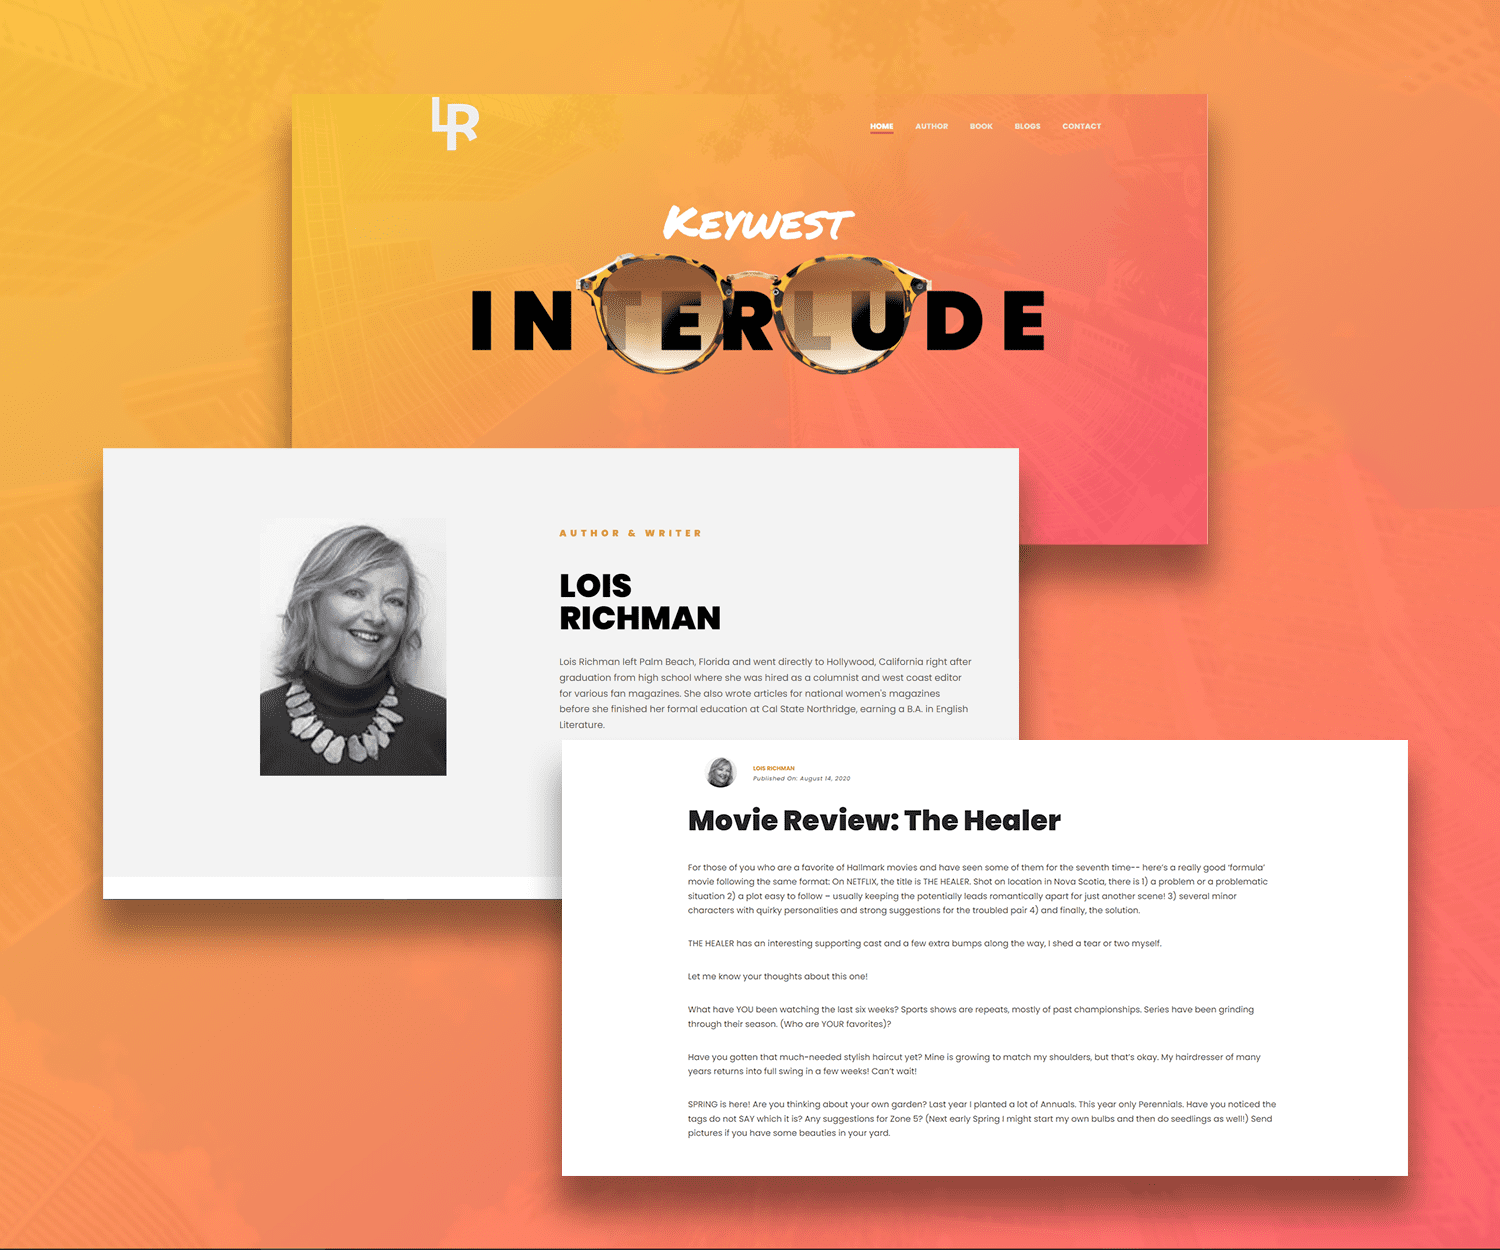 LR
HOME AUTHOR BOOK BLOGS CONTACT
KEYWEST
INTERLUDE
AUTHOR & WRITER
LOIS
RICHMAN
Lois Richman left Palm Beach, Florida and went directly to Hollywood, California right after
graduation from high school where she was hired as a columnist and west coast editor
for various fan magazines. She also wrote articles for national women's magazines
before she finished her formal education at Cal State Northridge, earning a B.A. in English
Literature.
LOIS RICHMAN
Published On: August 14, 2020
Movie Review: The Healer
For those of you who are a favorite of Hallmark movies and have seen some of them for the seventh time-- here's a really good 'formula'
movie following the same format: On NETFLIX, the title is THE HEALER. Shot on location in Nova Scotia, there is 1) a problem or a problematic
situation 2) a plot easy to follow – usually keeping the potentially leads romantically apart for just another scene! 3) several minor
characters with quirky personalities and strong suggestions for the troubled pair 4) and finally, the solution.
THE HEALER has an interesting supporting cast and a few extra bumps along the way, I shed a tear or two myself.
Let me know your thoughts about this one!
What have YOU been watching the last six weeks? Sports shows are repeats, mostly of past championships. Series have been grinding
through their season. (Who are YOUR favorites)?
Have you gotten that much-needed stylish haircut yet? Mine is growing to match my shoulders, but that's okay. My hairdresser of many
years returns into full swing in a few weeks! Can't wait!
SPRING is here! Are you thinking about your own garden? Last year I planted a lot of Annuals. This year only Perennials. Have you noticed the
tags do not SAY which it is? Any suggestions for Zone 5? (Next early Spring I might start my own bulbs and then do seedlings as well!) Send
pictures if you have some beauties in your yard.